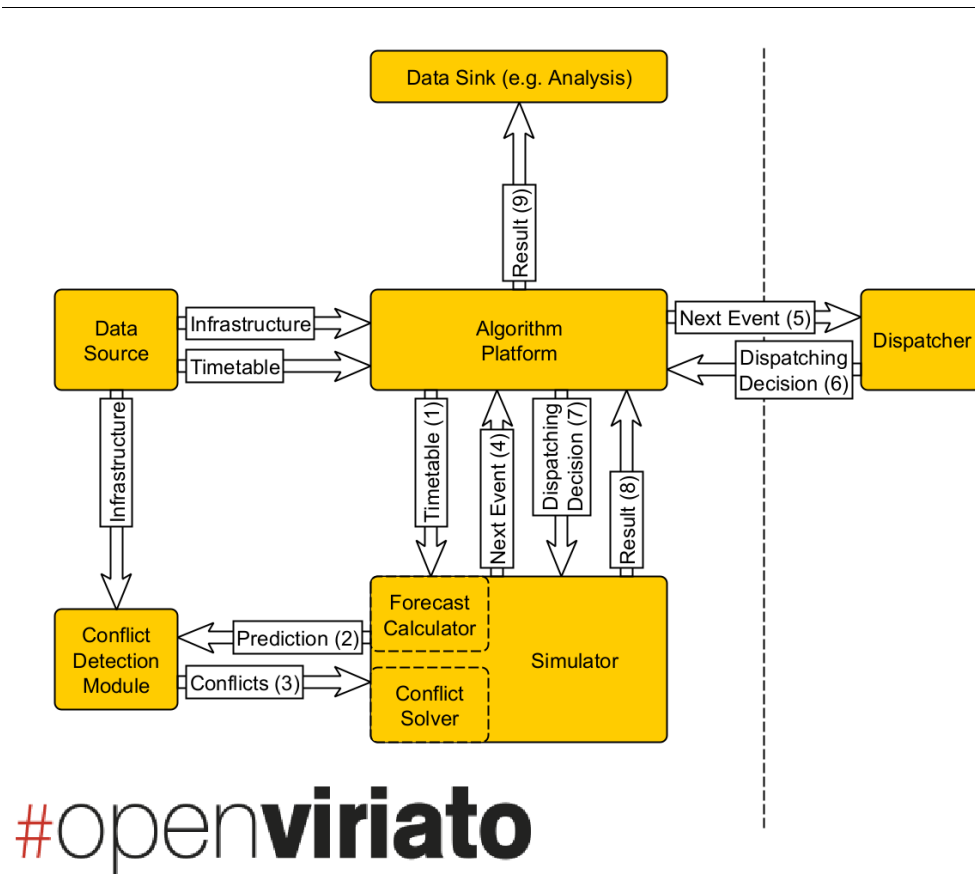 Data Sink (e.g. Analysis)
Result (9)
Data
Source
Infrastructure
Timetable
Algorithm
Platform
Next Event (5)
Dispatching
Decision (6)
Dispatcher
Infrastructure
Timetable (1)
Next Event (4)
Dispatching
Decision (7)
Result (8)
Conflict
Detection
Module
Prediction (2)
Conflicts (3)
Forecast
Calculator
Conflict
Solver
Simulator
#openviriato